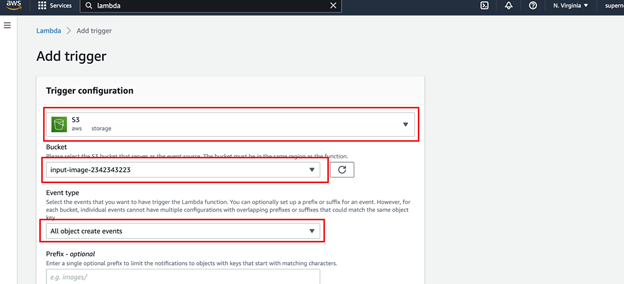 aws
Services
lambda
N. Virginia
superno
Lambda > Add trigger
Add trigger
Trigger configuration
S3
aws storage
Bucket
Please select the S3 bucket that serves as the event source. The bucket must be in the same region as the function.
input-image-2342343223
Event type
Select the events that you want to have trigger the Lambda function. You can optionally set up a prefix or suffix for an event. However, for
each bucket, individual events cannot have multiple configurations with overlapping prefixes or suffixes that could match the same object
key.
All object create events
Prefix - optional
Enter a single optional prefix to limit the notifications to objects with keys that start with matching characters.
e.g. images/